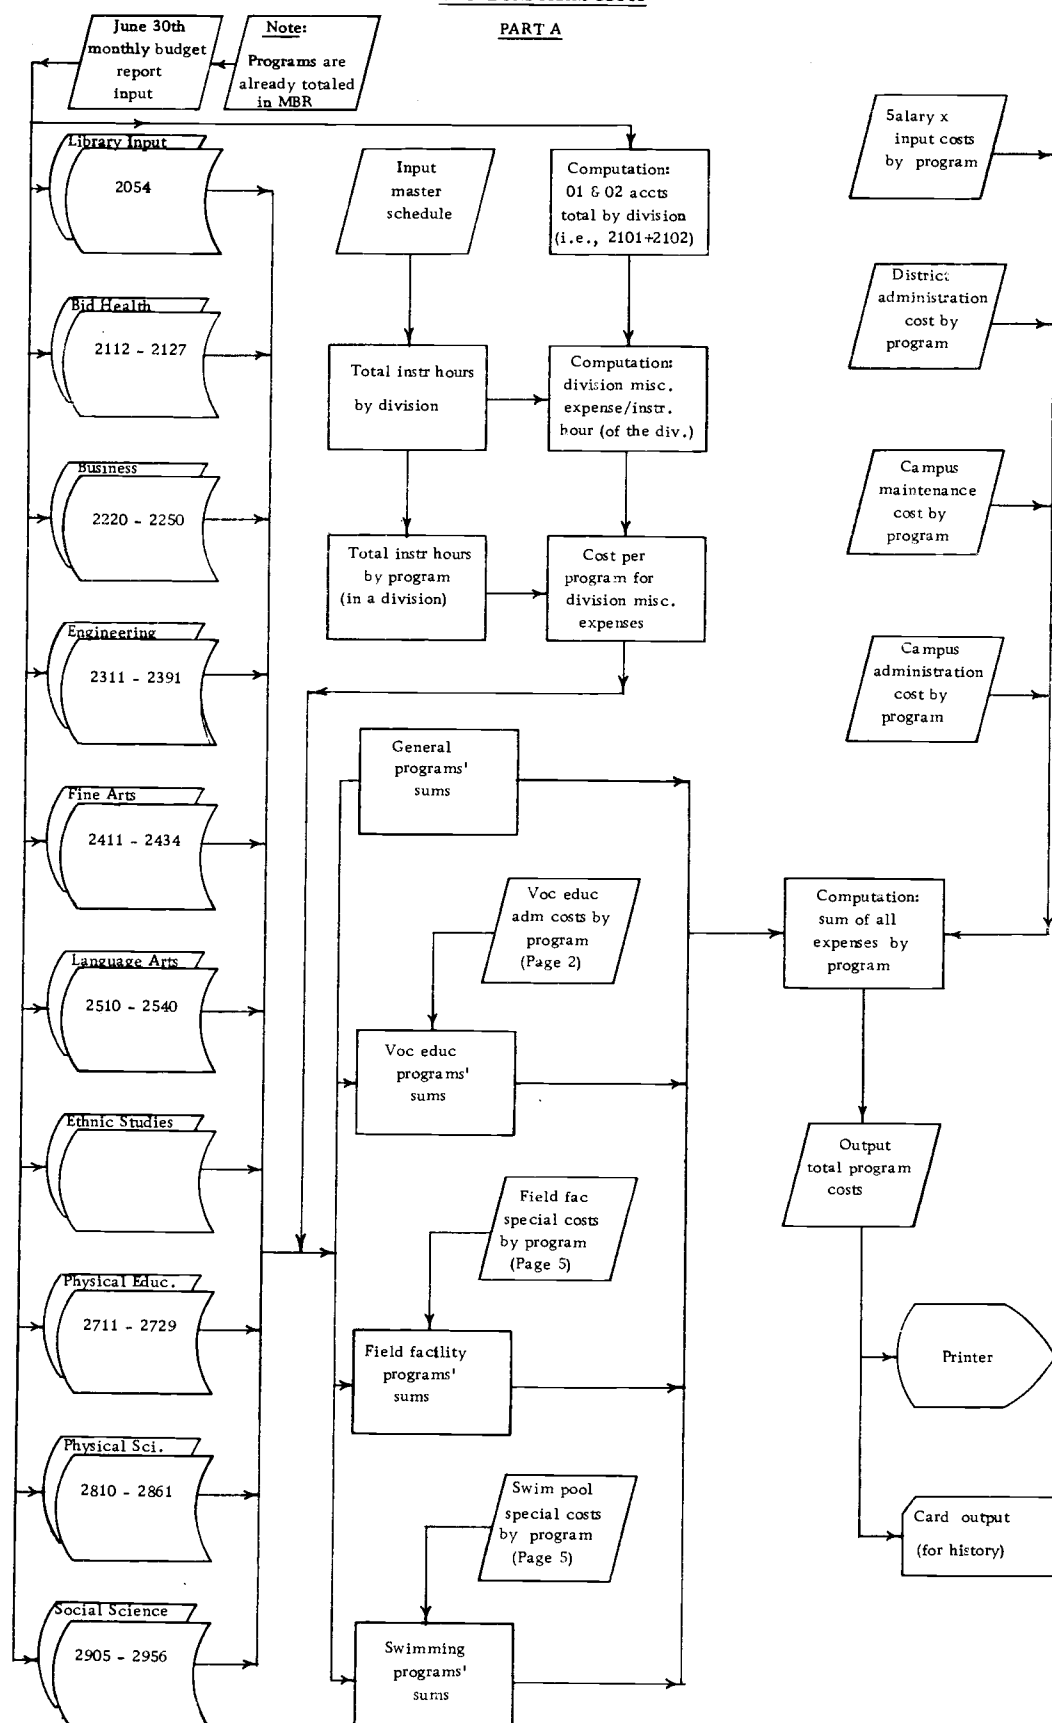 PART A
June 30th
monthly budget
report
input
Note:
Programs are
already totaled
in MBR
Library Input
2054
Bid Health
2112 - 2127
Business
2220 - 2250
Engineering
2311 - 2391
Fine Arts
2411 - 2434
Language Arts
2510 - 2540
Ethnic Studies
Physical Educ.
2711 - 2729
Physical Sci.
2810 - 2861
Social Science
2905 - 2956
Input
master
schedule
Total instr hours
by division
Total instr hours
by program
(in a division)
Computation:
01 & 02 accts
total by division
(i.e., 2101+2102)
Computation:
division misc.
expense/instr.
hour (of the div.)
Cost per
program for
division misc.
expenses
General
programs'
sums
Voc educ
adm costs by
program
(Page 2)
Voc educ
programs'
sums
Field fac
special costs
by program
(Page 5)
Field facility
programs'
sums
Swim pool
special costs
by program
(Page 5)
Swimming
programs'
sums
Salary x
input costs
by program
District
administration
cost by
program
Campus
maintenance
cost by
program
Campus
administration
cost by
program
Computation:
sum of all
expenses by
program
Output
total program
costs
Printer
Card output
(for history)